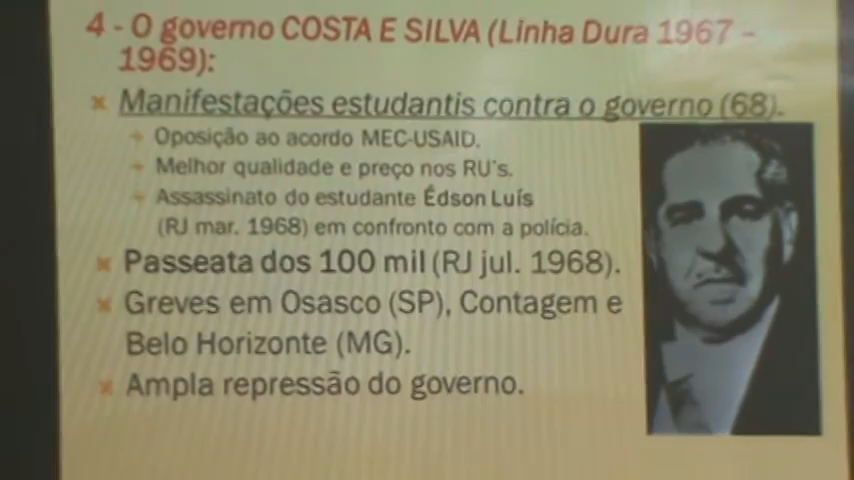 4 - O governo COSTA E SILVA (Linha Dura 1967 –
1969):
Manifestações estudantis contra o governo (68).
Oposição ao acordo MEC-USAID.
Melhor qualidade e preço nos RU's.
Assassinato do estudante Édson Luís
(RJ mar. 1968) em confronto com a polícia.
Passeata dos 100 mil (RJ jul. 1968).
Greves em Osasco (SP), Contagem e
Belo Horizonte (MG).
Ampla repressão do governo.